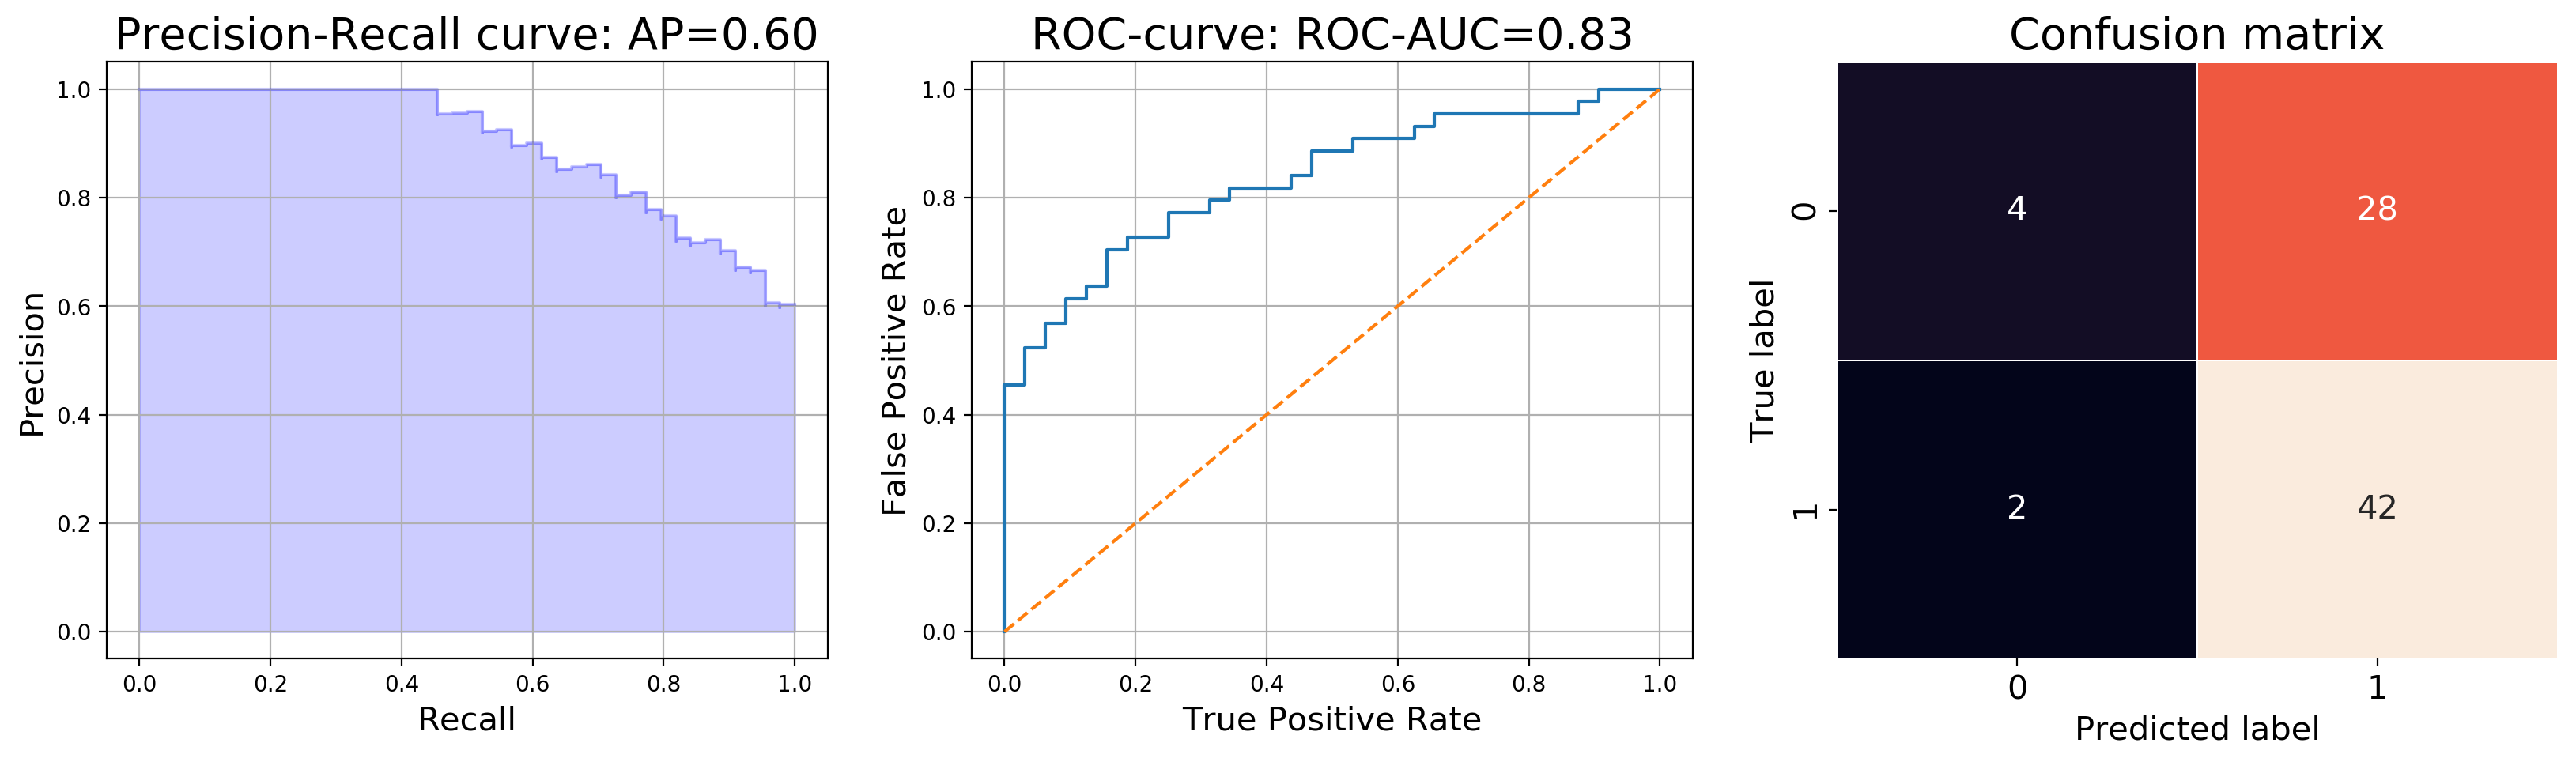 Precision-Recall curve: AP=0.60
1.0
0.8
0.6
0.4
0.2
0.0
Precision
0.0 0.2 0.4 0.6 0.8 1.0
Recall
ROC-curve: ROC-AUC=0.83
1.0
0.8
0.6
0.4
0.2
0.0
False Positive Rate
0.0 0.2 0.4 0.6 0.8 1.0
True Positive Rate
Confusion matrix
True label
0
4 28
1
2 42
0 1
Predicted label